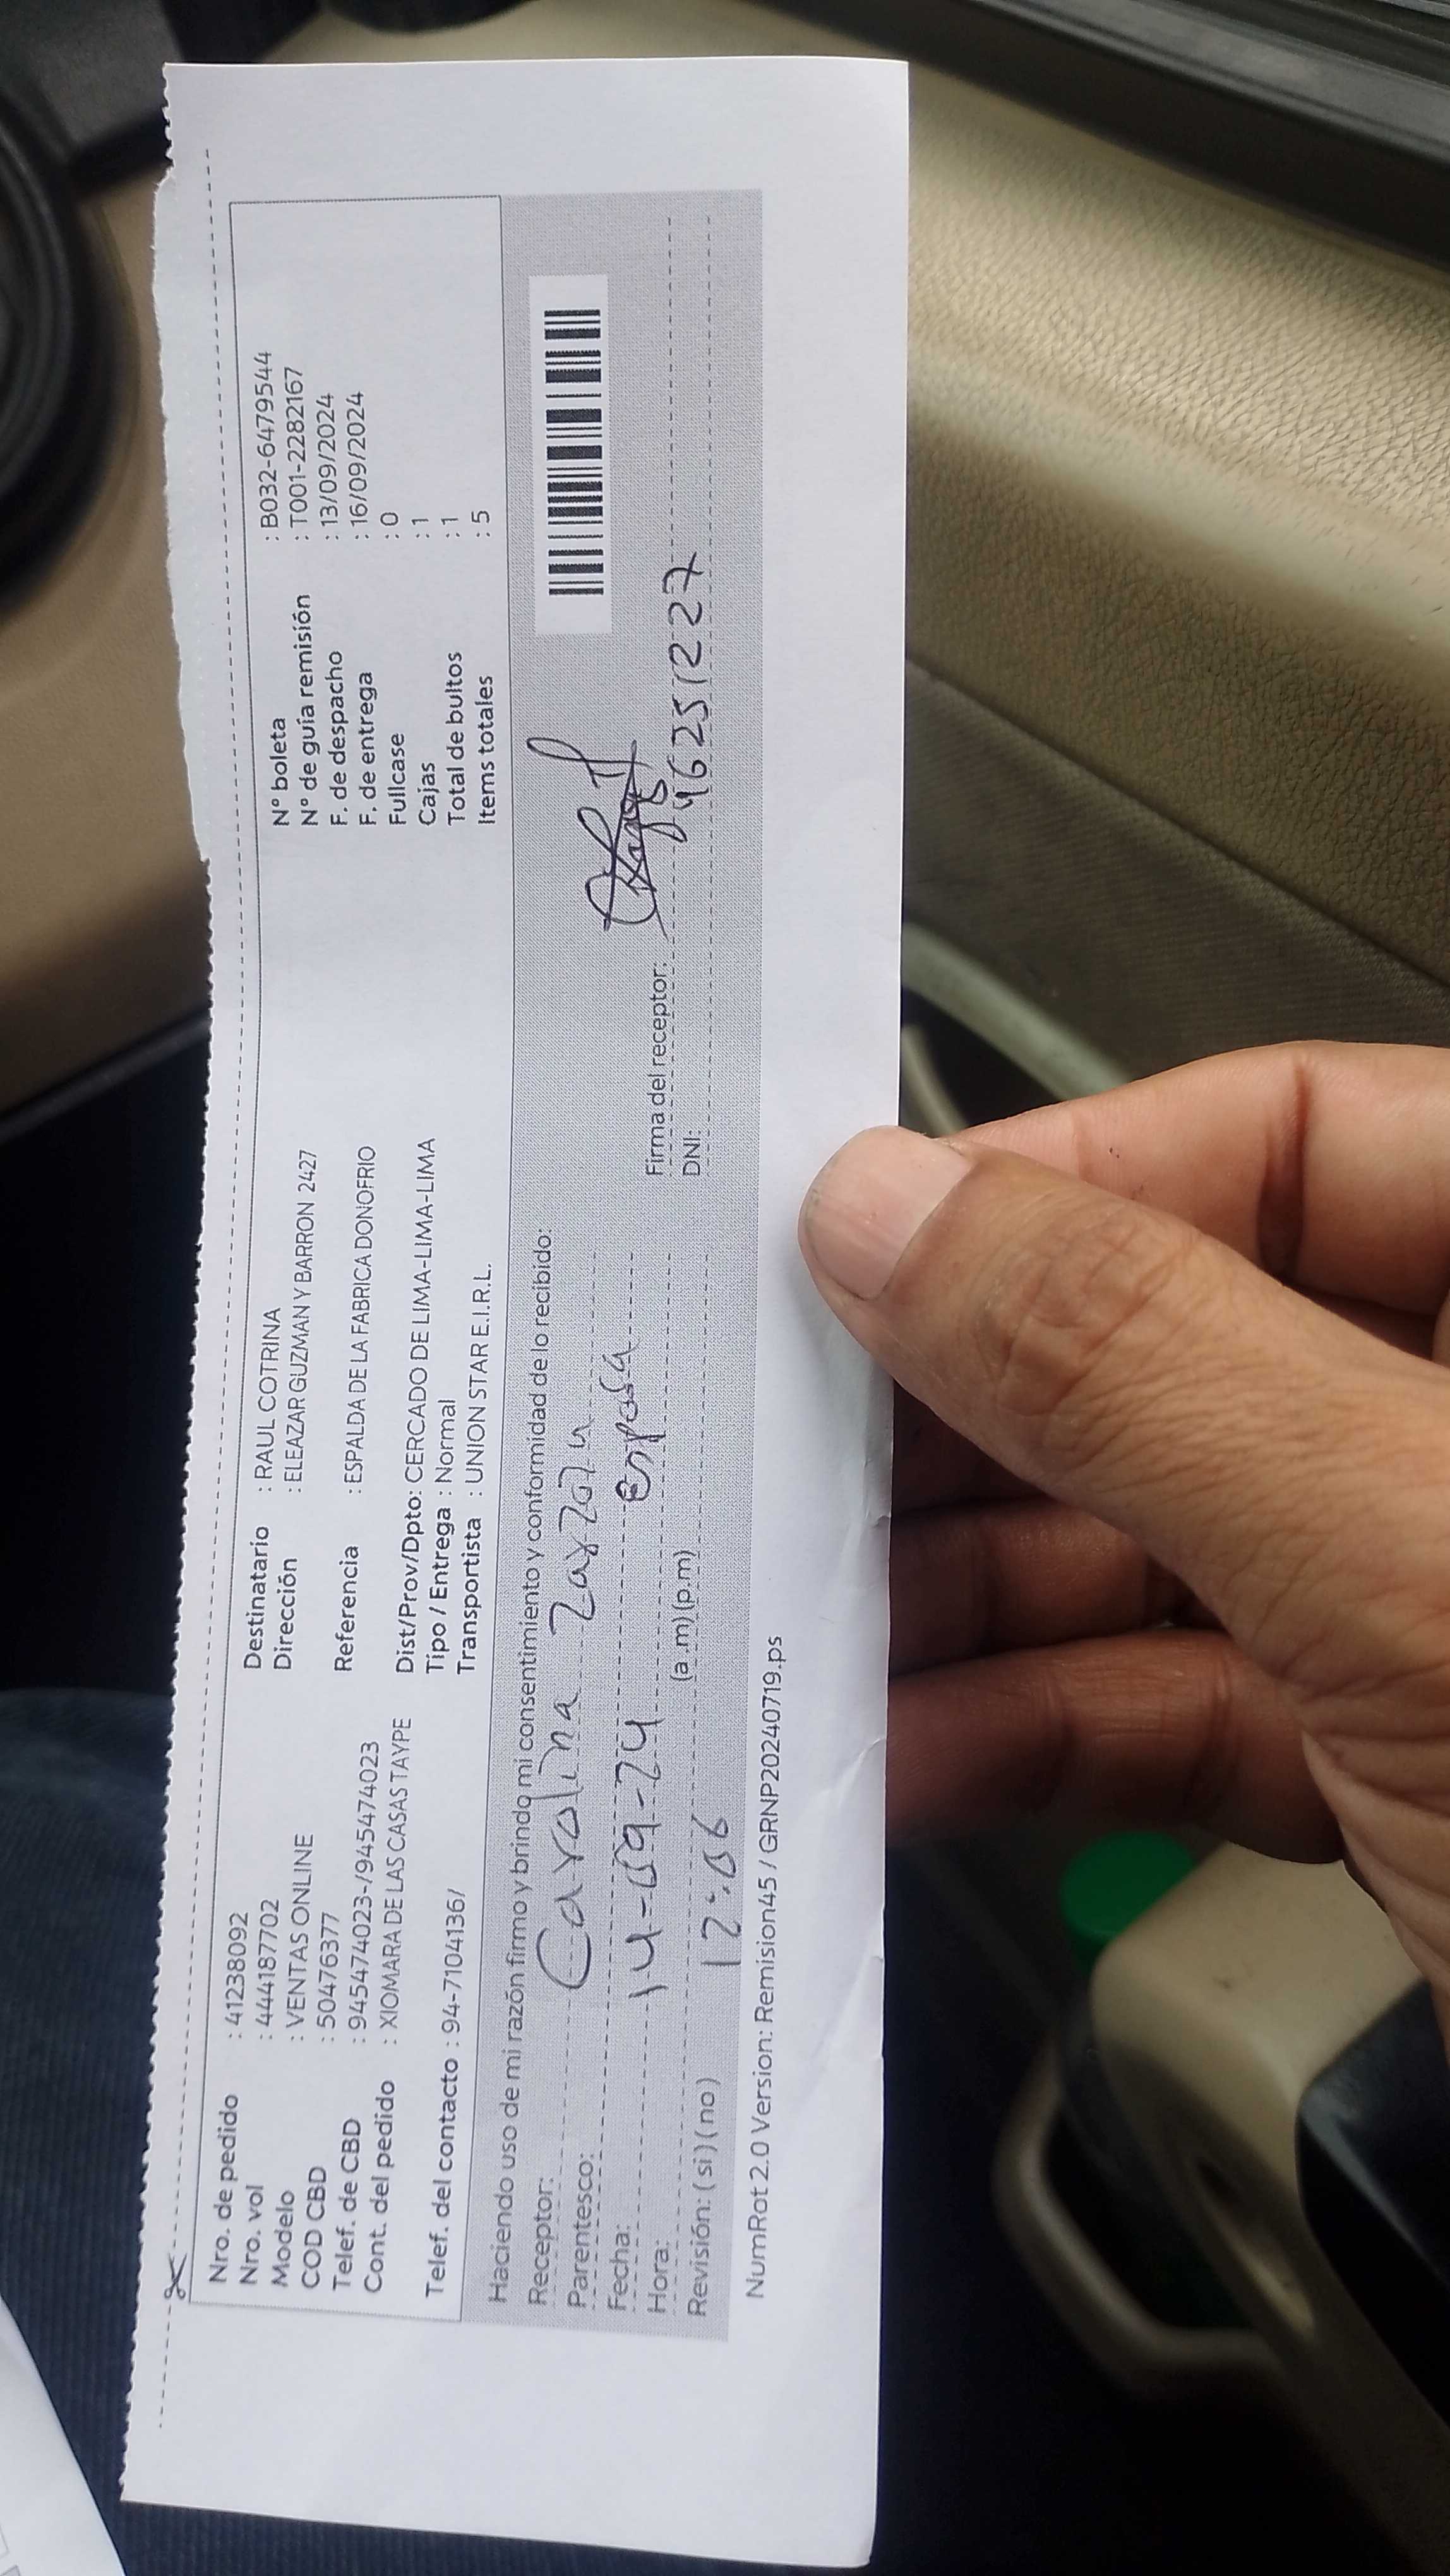 Nro. de pedido : 41238092
Nro. vol : 444187702
Modelo : VENTAS ONLINE
COD CBD : 50476377
Telef. de CBD : 945474023-/945474023
Cont. del pedido : XIOMARA DE LAS CASAS TAYPE
Telef. del contacto : 94-7104136/
Destinatario : RAUL COTRINA
Dirección : ELEAZAR GUZMAN Y BARRON 2427
Referencia : ESPALDA DE LA FABRICA DONOFRIO
Dist/Prov/Dpto: CERCADO DE LIMA-LIMA-LIMA
Tipo / Entrega : Normal
Transportista : UNION STAR E.I.R.L.
N° boleta : B032-6479544
N° de guía remisión : T001-2282167
F. de despacho : 13/09/2024
F. de entrega : 16/09/2024
Fullcase : 0
Cajas : 1
Total de bultos : 1
Items totales : 5
Haciendo uso de mi razón firmo y brindo mi consentimiento y conformidad de lo recibido:
Receptor: Carolina
Parentesco: esposa
Fecha: 14-09-24
Hora: 12:06 (a .m) (p.m)
Revisión: ( si ) ( no )
Firma del receptor:
DNI: 46251227
NumRot 2.0 Version: Remision45 / GRNP20240719.ps